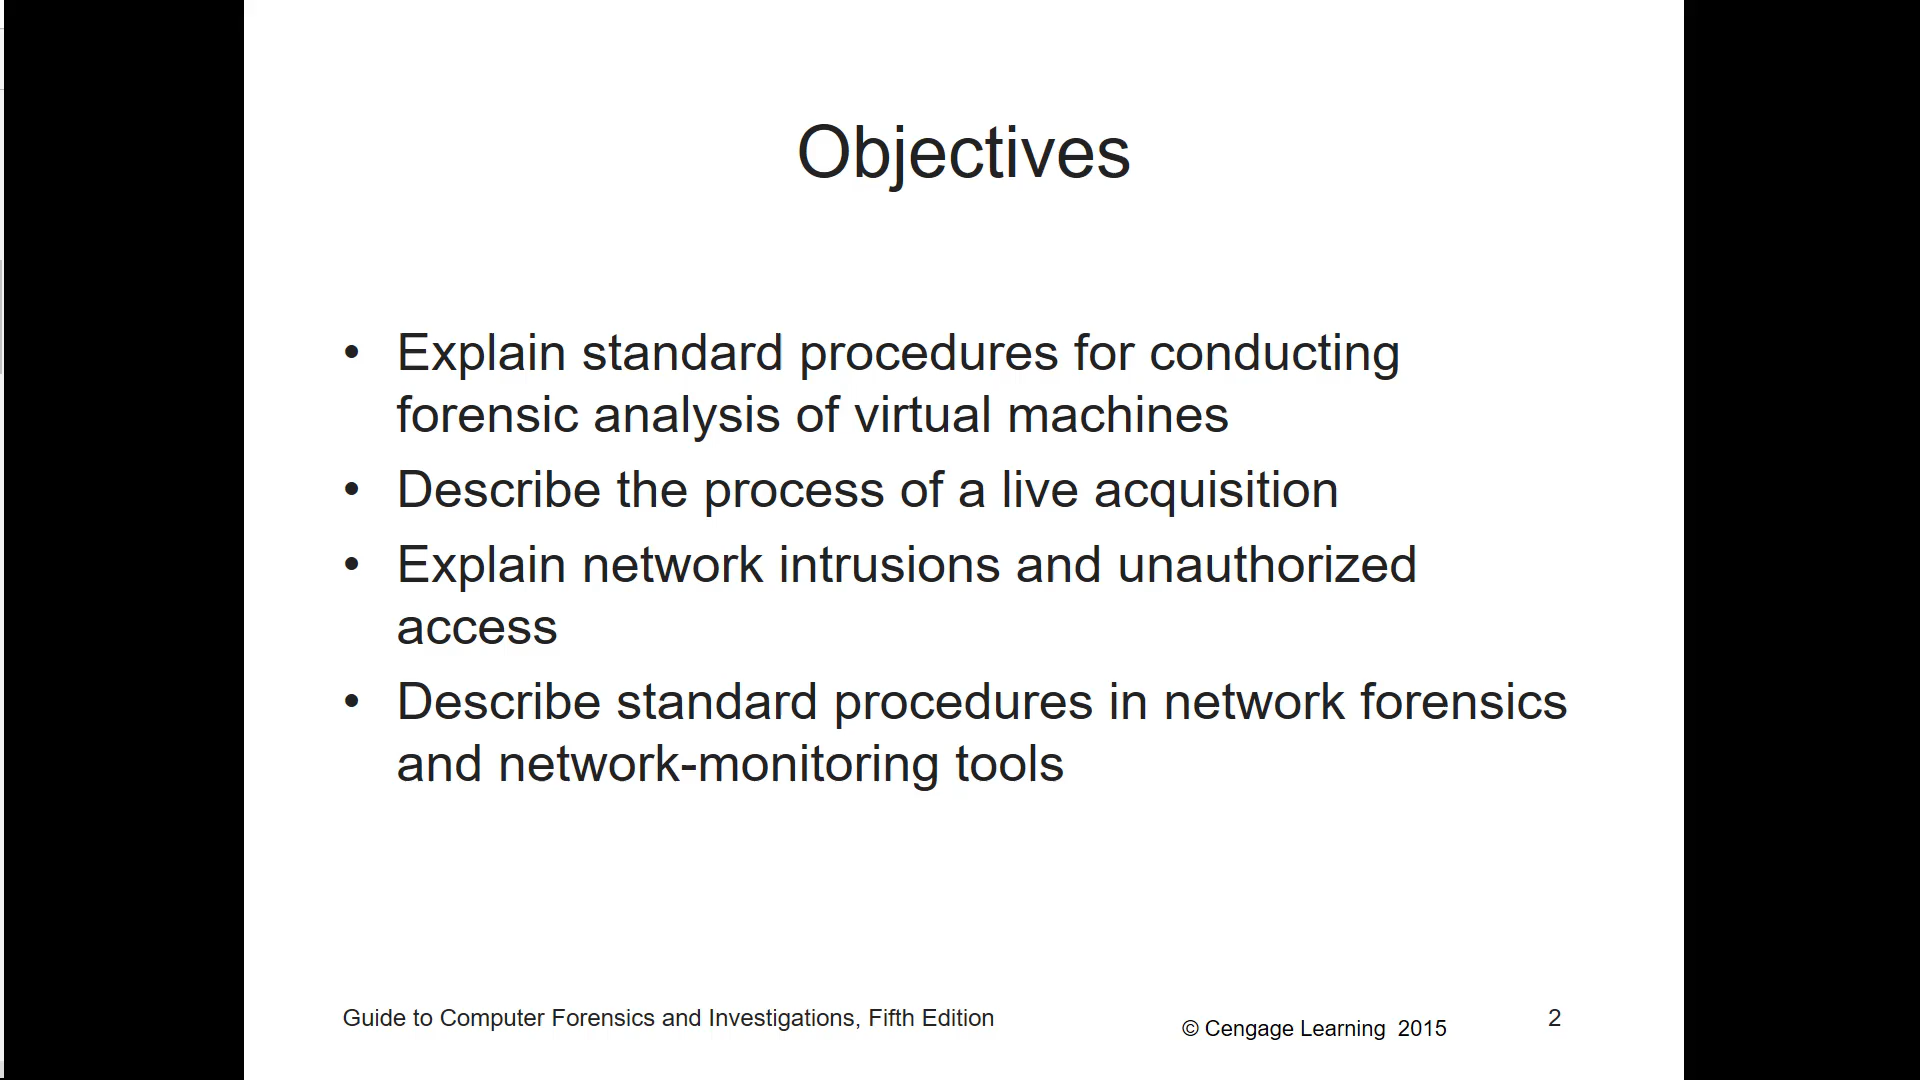 Objectives
• Explain standard procedures for conducting
forensic analysis of virtual machines
• Describe the process of a live acquisition
• Explain network intrusions and unauthorized
access
• Describe standard procedures in network forensics
and network-monitoring tools
Guide to Computer Forensics and Investigations, Fifth Edition
© Cengage Learning 2015
2